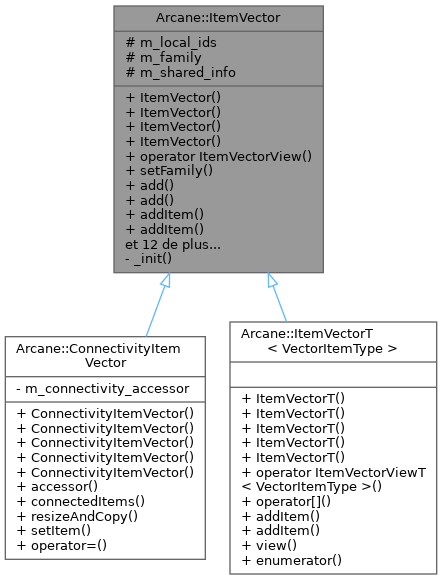 Arcane::ItemVector
# m_local_ids
# m_family
# m_shared_info
+ ItemVector()
+ ItemVector()
+ ItemVector()
+ ItemVector()
+ operator ItemVectorView()
+ setFamily()
+ add()
+ add()
+ addItem()
+ addItem()
et 12 de plus...
- _init()
Arcane::ConnectivityItem
Vector
- m_connectivity_accessor
+ ConnectivityItemVector()
+ ConnectivityItemVector()
+ ConnectivityItemVector()
+ ConnectivityItemVector()
+ ConnectivityItemVector()
+ accessor()
+ connectedItems()
+ resizeAndCopy()
+ setItem()
+ operator=()
Arcane::ItemVectorT
< VectorItemType >
+ ItemVectorT()
+ ItemVectorT()
+ ItemVectorT()
+ ItemVectorT()
+ ItemVectorT()
+ operator ItemVectorViewT
< VectorItemType >()
+ operator[]()
+ addItem()
+ addItem()
+ view()
+ enumerator()